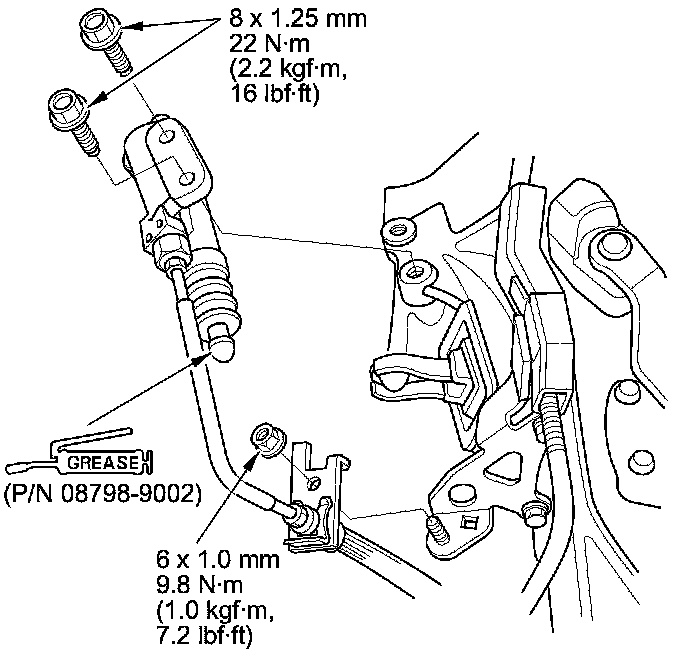 8 x 1.25 mm
22 N·m
(2.2 kgf·m,
16 lbf·ft)
GREASE
(P/N 08798-9002)
6 x 1.0 mm
9.8 N·m
(1.0 kgf·m,
7.2 lbf·ft)